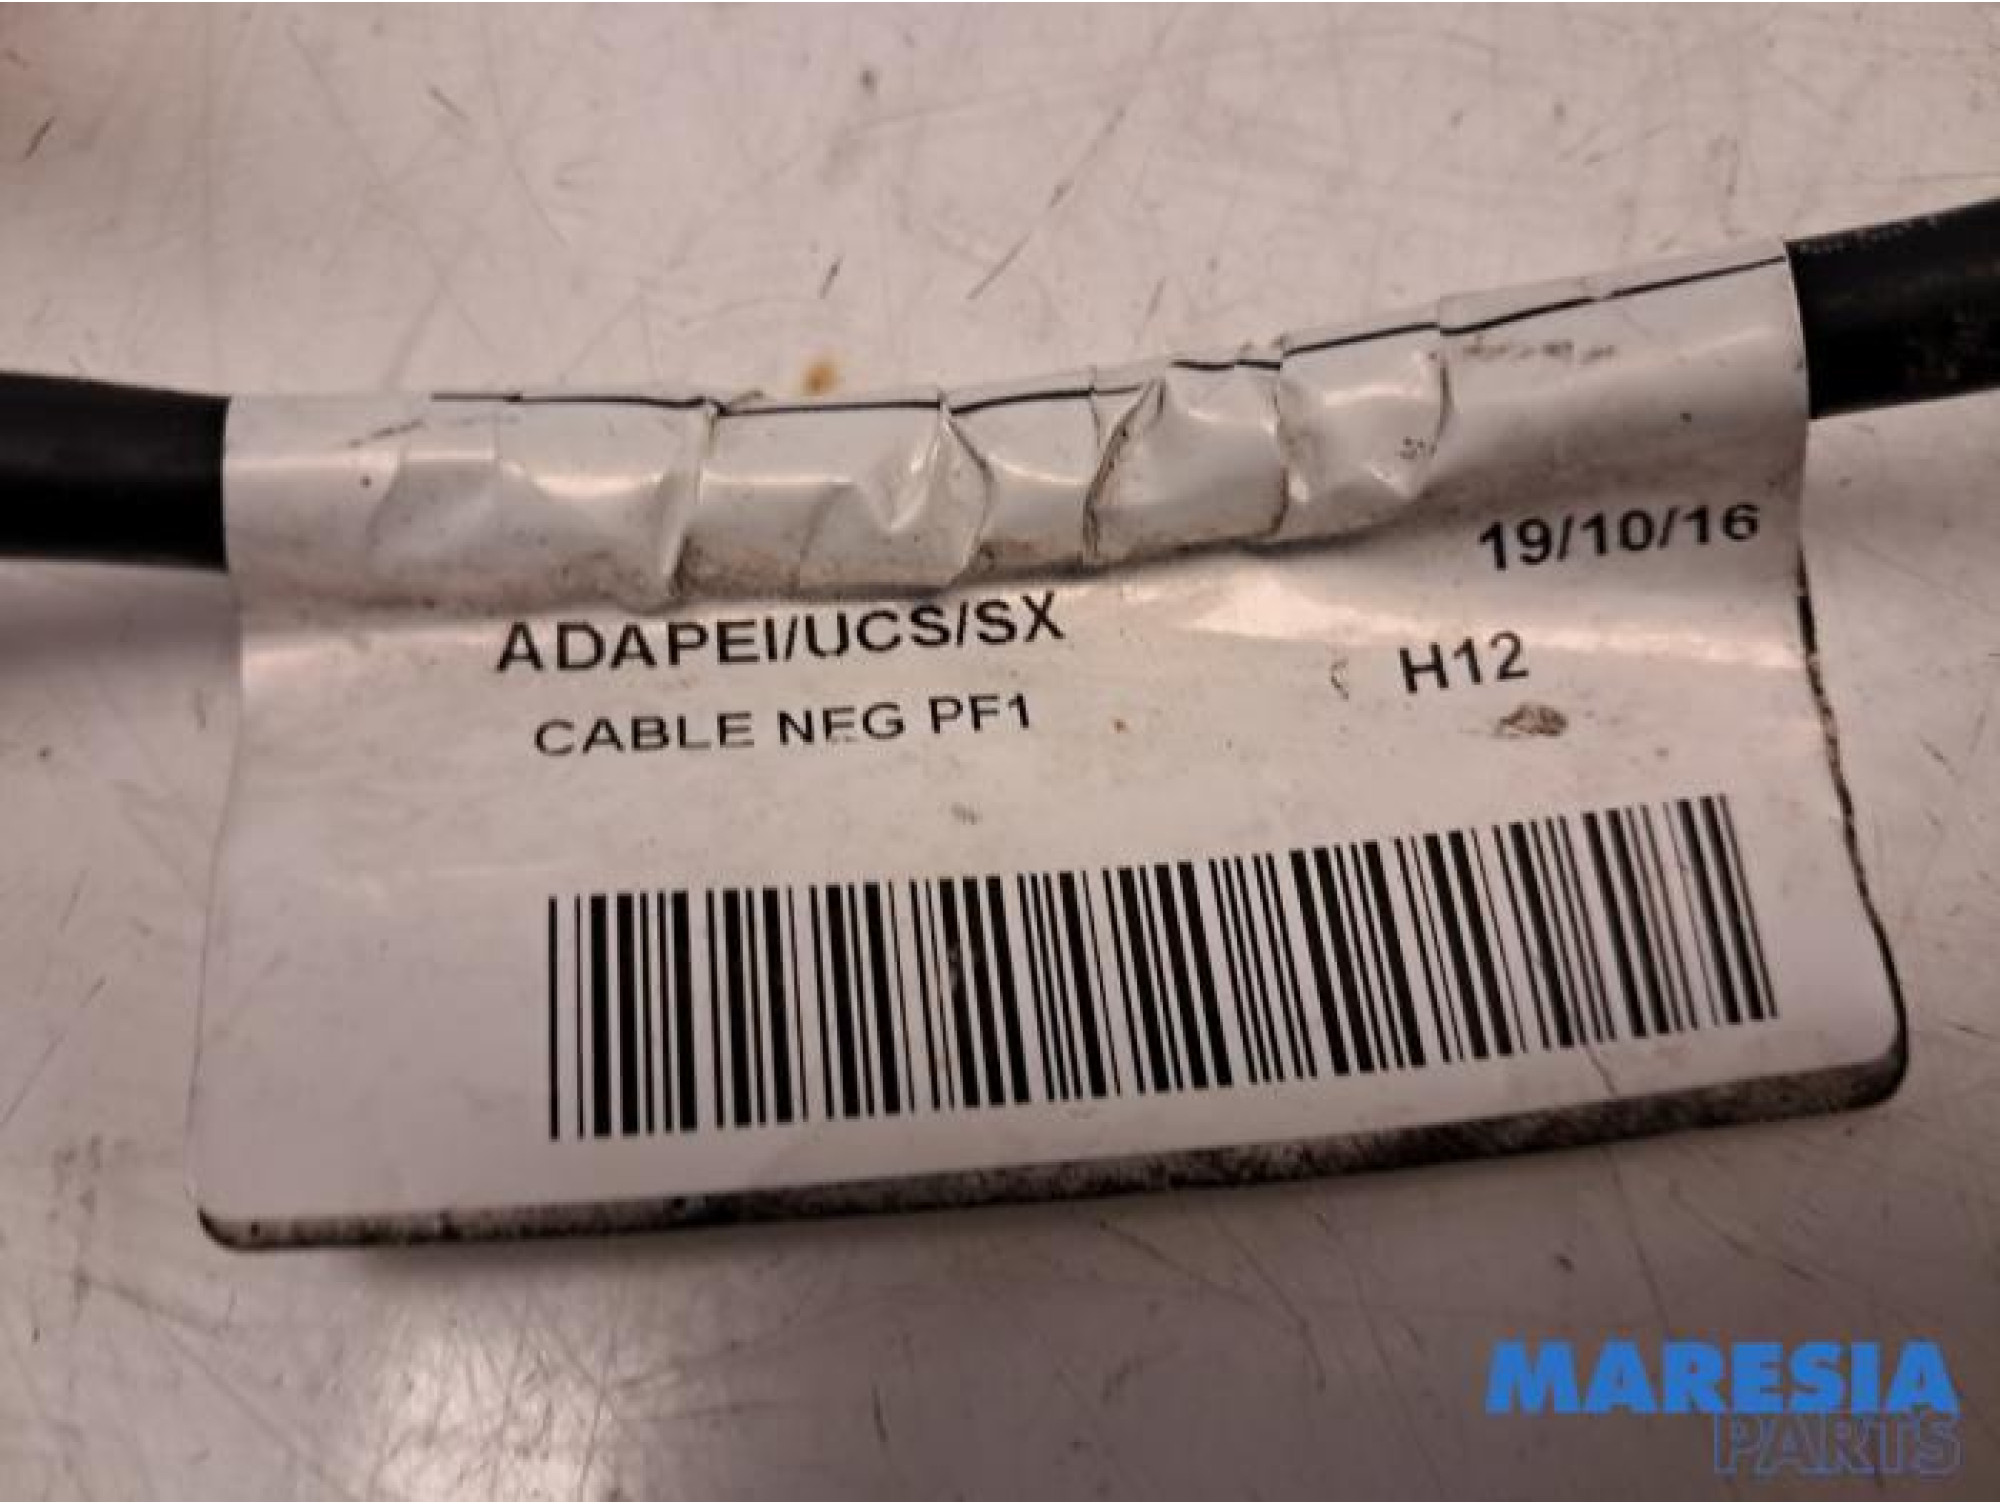 19/10/16
ADAPEI/UCS/SX
H12
CABLE NEG PF1
MARESIA
PARTS